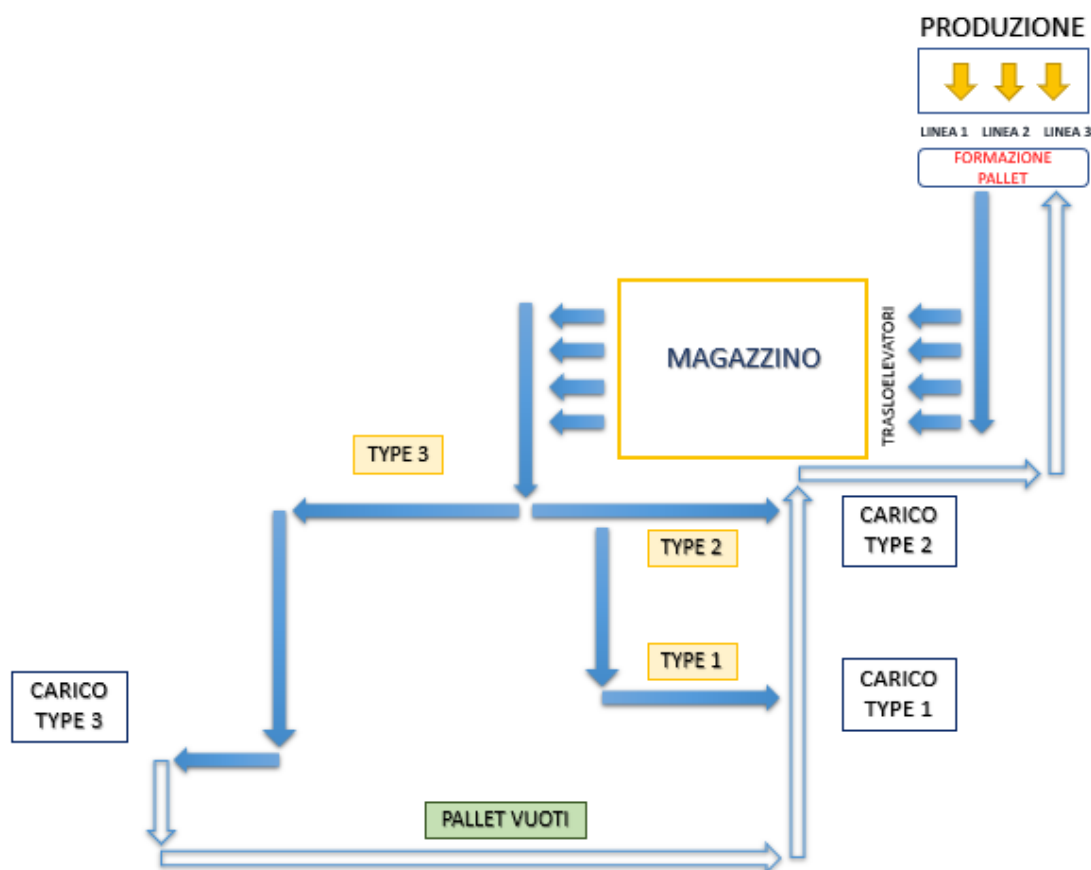 PRODUZIONE
LINEA 1 LINEA 2 LINEA 3
FORMAZIONE
PALLET
MAGAZZINO
TRASLOELEVATORI
TYPE 3
TYPE 2
CARICO
TYPE 2
TYPE 1
CARICO
TYPE 1
CARICO
TYPE 3
PALLET VUOTI